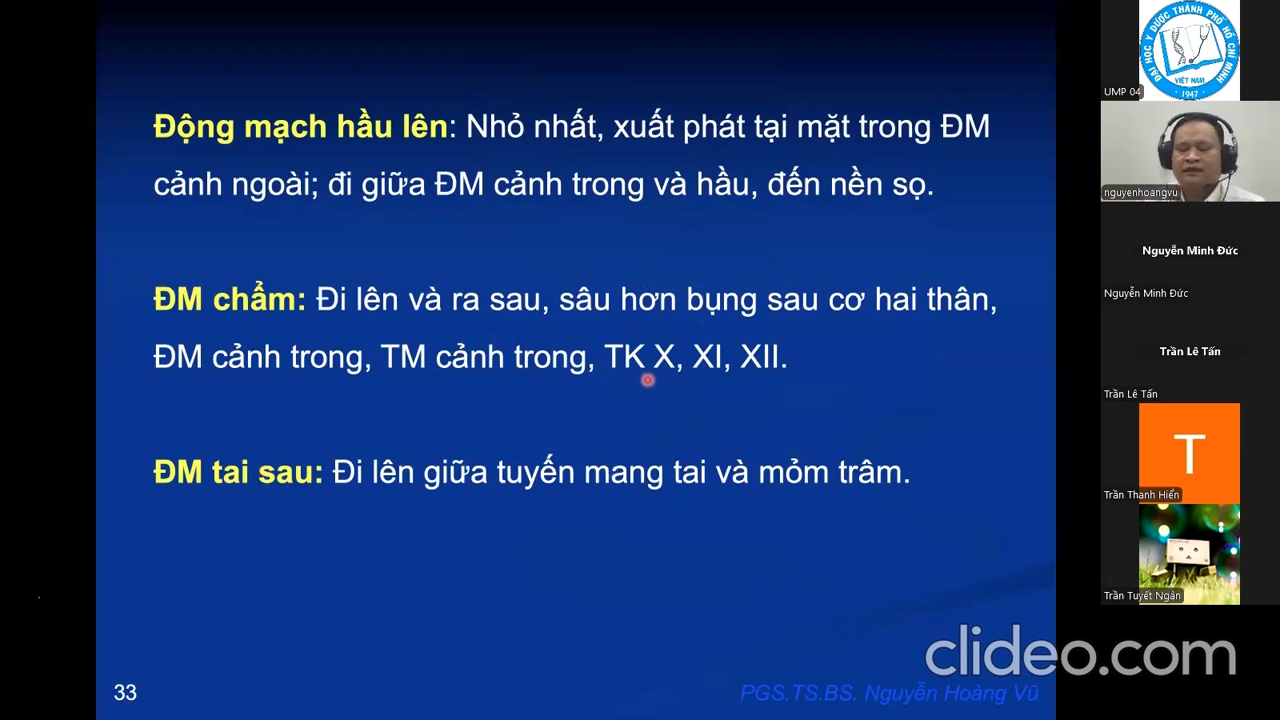 Động mạch hầu lên: Nhỏ nhất, xuất phát tại mặt trong ĐM
cảnh ngoài; đi giữa ĐM cảnh trong và hầu, đến nền sọ.
ĐM chẩm: Đi lên và ra sau, sâu hơn bụng sau cơ hai thân,
ĐM cảnh trong, TM cảnh trong, TK X, XI, XII.
ĐM tai sau: Đi lên giữa tuyến mang tai và mỏm trâm.
33
PGS.TS.BS. Nguyễn Hoàng Vũ
ĐẠI HỌC Y DƯỢC THÀNH PHỐ HỒ CHÍ MINH
VIỆT NAM
1947
UMP 04
nguyenhoangvu
Nguyễn Minh Đức
Nguyễn Minh Đức
Trần Lê Tấn
Trần Lê Tấn
T
Trần Thanh Hiển
Trần Tuyết Ngân
clideo.com